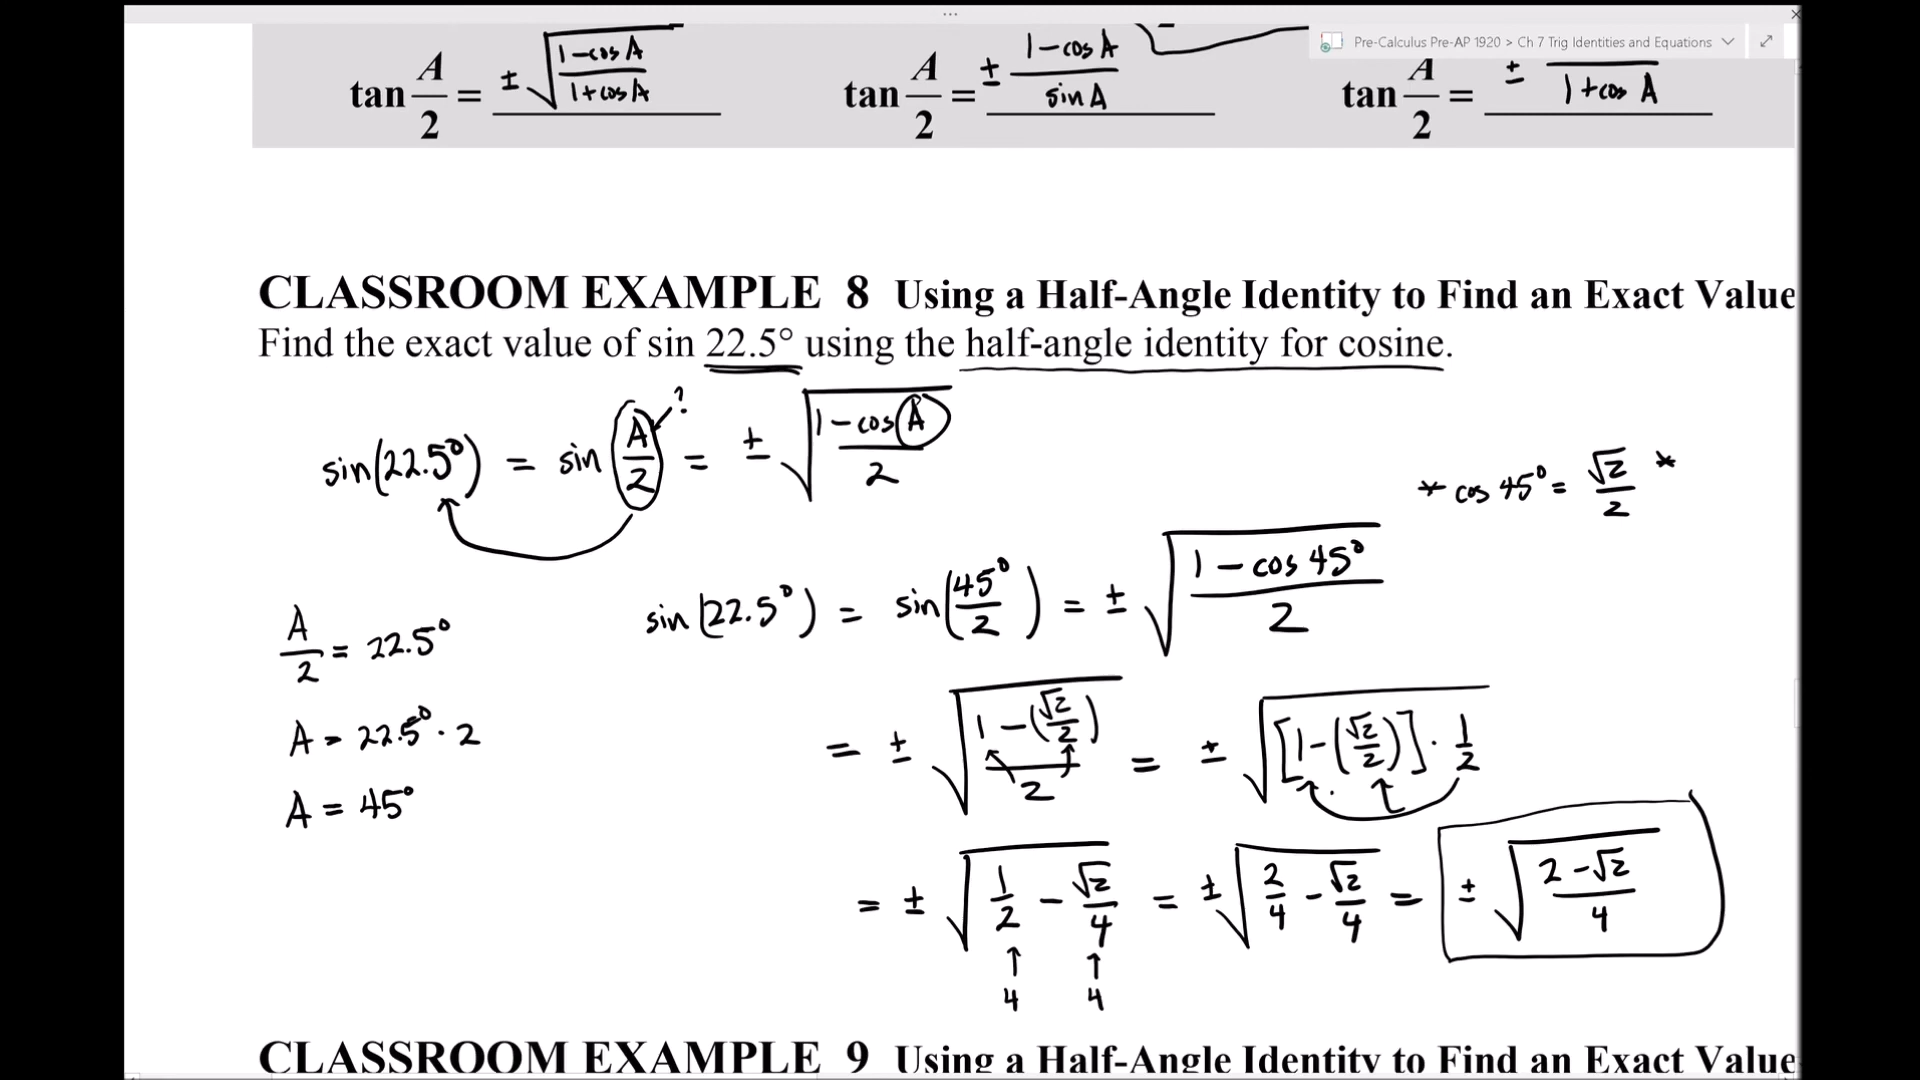 Pre-Calculus Pre-AP 1920 > Ch 7 Trig Identities and Equations
tan A/2 = ± √((1-cos A)/(1+cos A))   tan A/2 = ± (1-cos A)/(sin A)   tan A/2 = ± /(1+cos A)
CLASSROOM EXAMPLE 8 Using a Half-Angle Identity to Find an Exact Value
Find the exact value of sin 22.5° using the half-angle identity for cosine.
?
sin(22.5°) = sin (A/2) = ± √((1-cos A)/2)
* cos 45° = √2/2 *
sin(22.5°) = sin(45°/2) = ± √((1 - cos 45°)/2)
A/2 = 22.5°
A = 22.5° · 2
A = 45°
= ± √((1-(√2/2))/2) = ± √([1-(√2/2)] · 1/2)
= ± √(1/2 - √2/4) = ± √(2/4 - √2/4) = ± √((2-√2)/4)
↑ ↑
4 4
CLASSROOM EXAMPLE 9 Using a Half-Angle Identity to Find an Exact Value